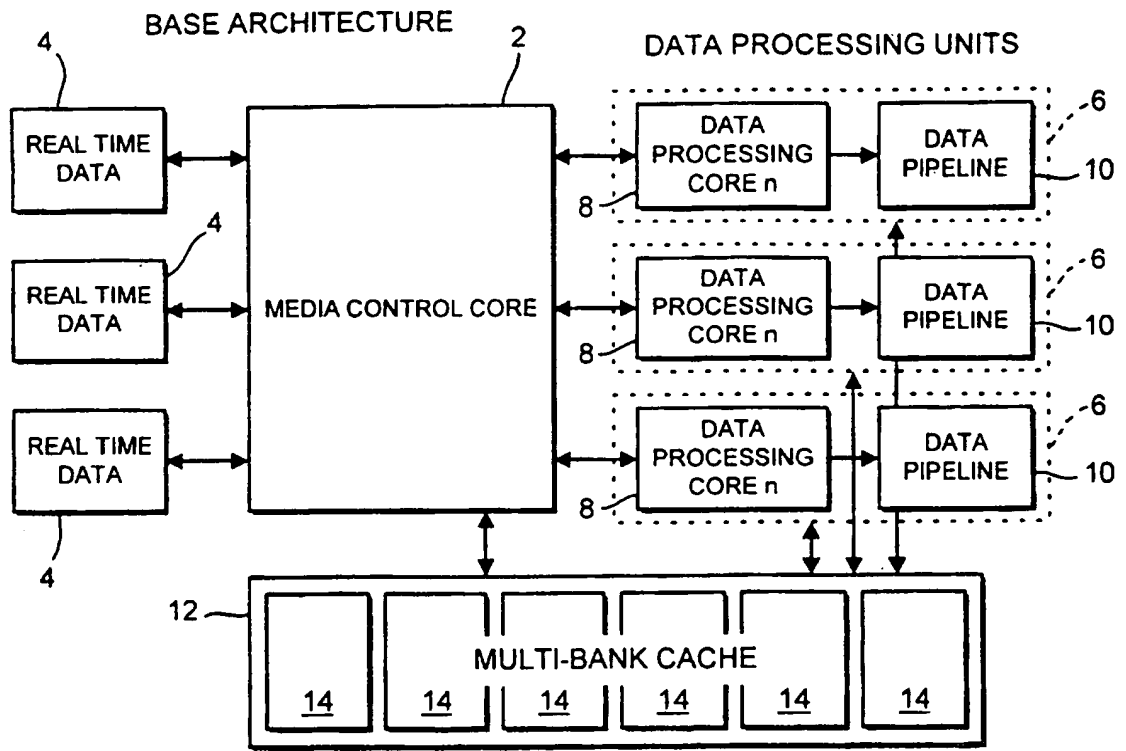 BASE ARCHITECTURE
DATA PROCESSING UNITS
4
2
REAL TIME
DATA
DATA
PROCESSING
CORE n
8
DATA
PIPELINE
6
10
4
REAL TIME
DATA
MEDIA CONTROL CORE
DATA
PROCESSING
CORE n
8
DATA
PIPELINE
6
10
REAL TIME
DATA
4
DATA
PROCESSING
CORE n
8
DATA
PIPELINE
6
10
12
MULTI-BANK CACHE
14 14 14 14 14 14